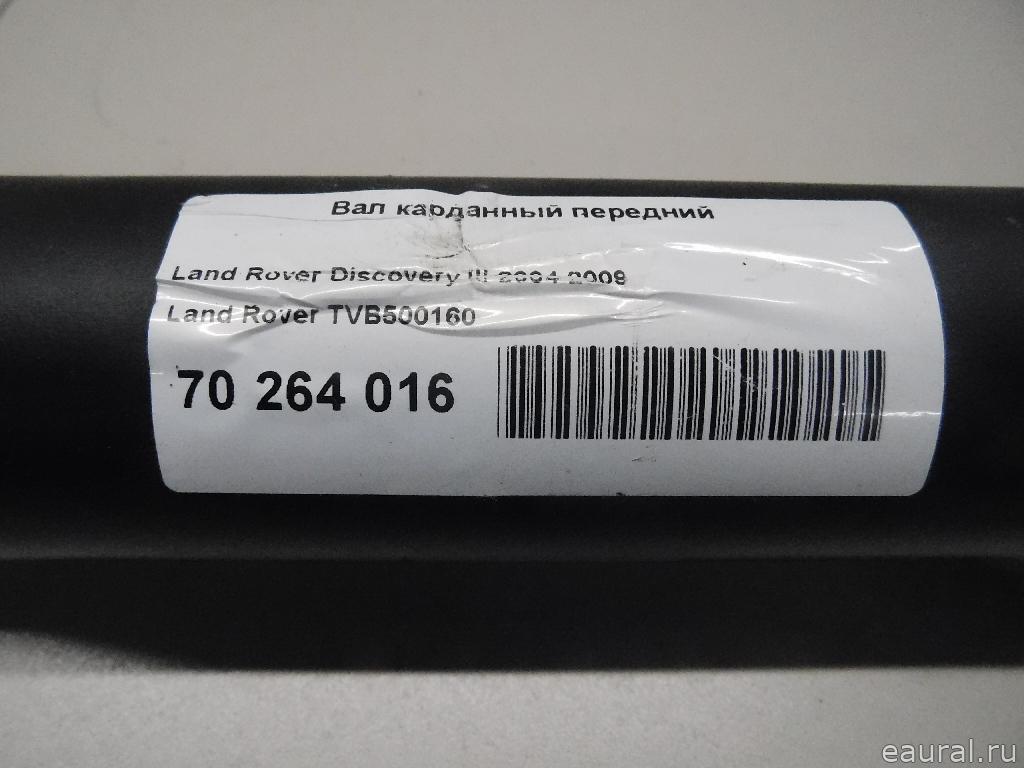 Вал карданный передний
Land Rover Discovery III 2004-2009
Land Rover TVB500160
70 264 016
eaural.ru